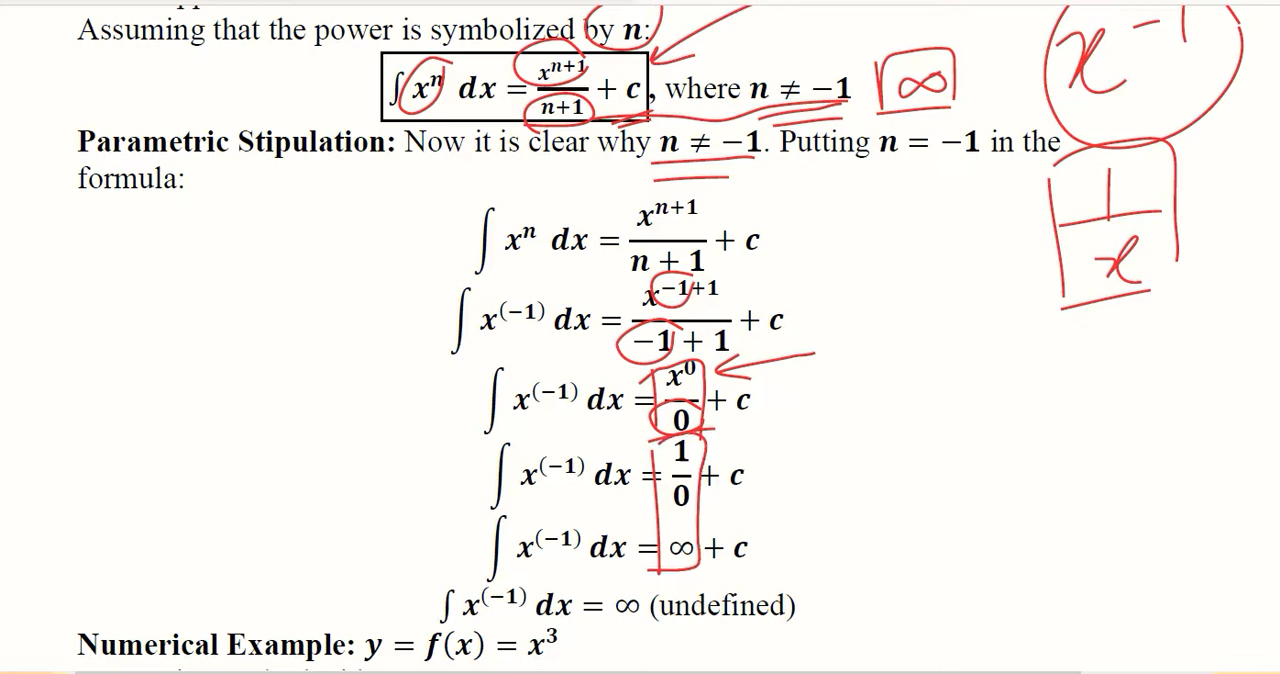 Assuming that the power is symbolized by n:
∫ xⁿ dx = xⁿ⁺¹/n+1 + c, where n ≠ −1 ∞
x⁻¹
Parametric Stipulation: Now it is clear why n ≠ −1. Putting n = −1 in the
formula:
1/x
∫ xⁿ dx = xⁿ⁺¹/n + 1 + c
∫ x⁽⁻¹⁾ dx = x⁻¹⁺¹/−1 + 1 + c
∫ x⁽⁻¹⁾ dx = x⁰/0 + c
∫ x⁽⁻¹⁾ dx = 1/0 + c
∫ x⁽⁻¹⁾ dx = ∞ + c
∫ x⁽⁻¹⁾ dx = ∞ (undefined)
Numerical Example: y = f(x) = x³